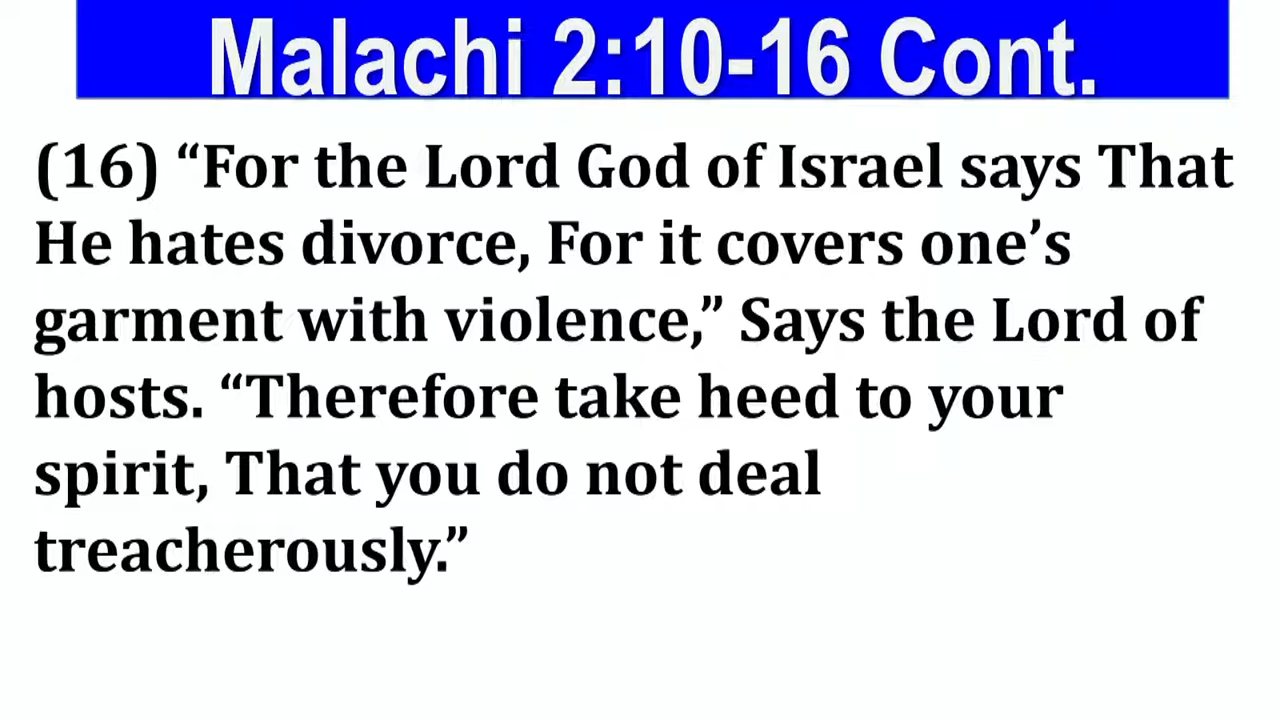 Malachi 2:10-16 Cont.
(16) “For the Lord God of Israel says That
He hates divorce, For it covers one’s
garment with violence,” Says the Lord of
hosts. “Therefore take heed to your
spirit, That you do not deal
treacherously.”